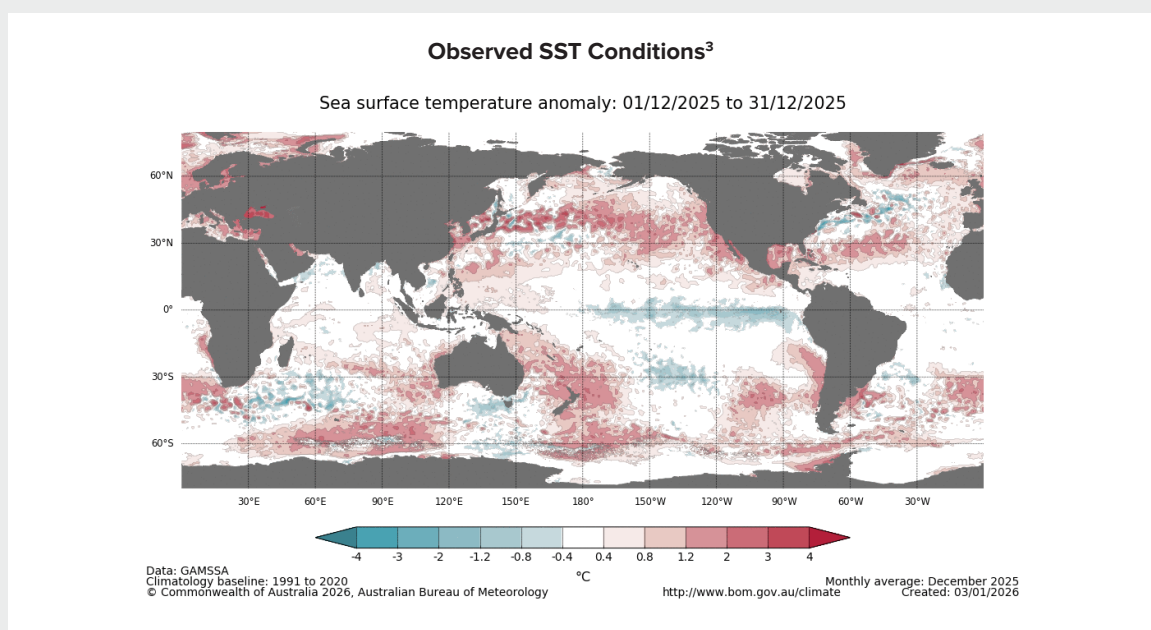 Observed SST Conditions³
Sea surface temperature anomaly: 01/12/2025 to 31/12/2025
60°N
30°N
0°
30°S
60°S
30°E 60°E 90°E 120°E 150°E 180° 150°W 120°W 90°W 60°W 30°W
-4 -3 -2 -1.2 -0.8 -0.4 0.4 0.8 1.2 2 3 4
°C
Data: GAMSSA
Climatology baseline: 1991 to 2020
© Commonwealth of Australia 2026, Australian Bureau of Meteorology
http://www.bom.gov.au/climate
Monthly average: December 2025
Created: 03/01/2026